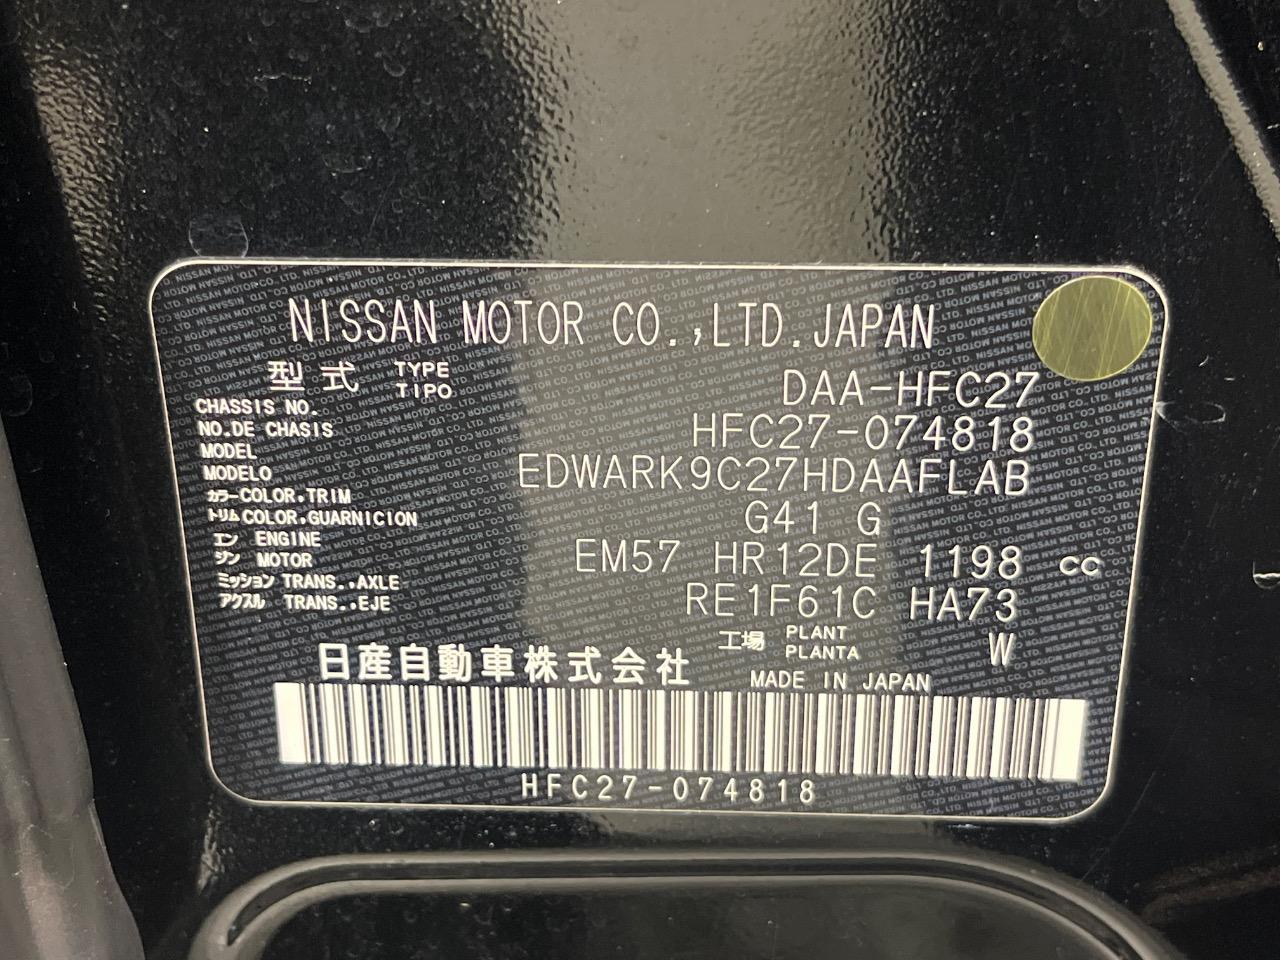 NISSAN MOTOR CO.,LTD.JAPAN
型式 TYPE TIPO DAA-HFC27
CHASSIS NO.
NO.DE CHASIS HFC27-074818
MODEL
MODELO EDWARK9C27HDAAFLAB
カラー COLOR,TRIM
トリム COLOR,GUARNICION G41 G
エン ENGINE
ジン MOTOR EM57 HR12DE 1198 cc
ミッション TRANS.,AXLE
アクスル TRANS.,EJE RE1F61C HA73
工場 PLANT PLANTA W
日産自動車株式会社 MADE IN JAPAN
HFC27-074818